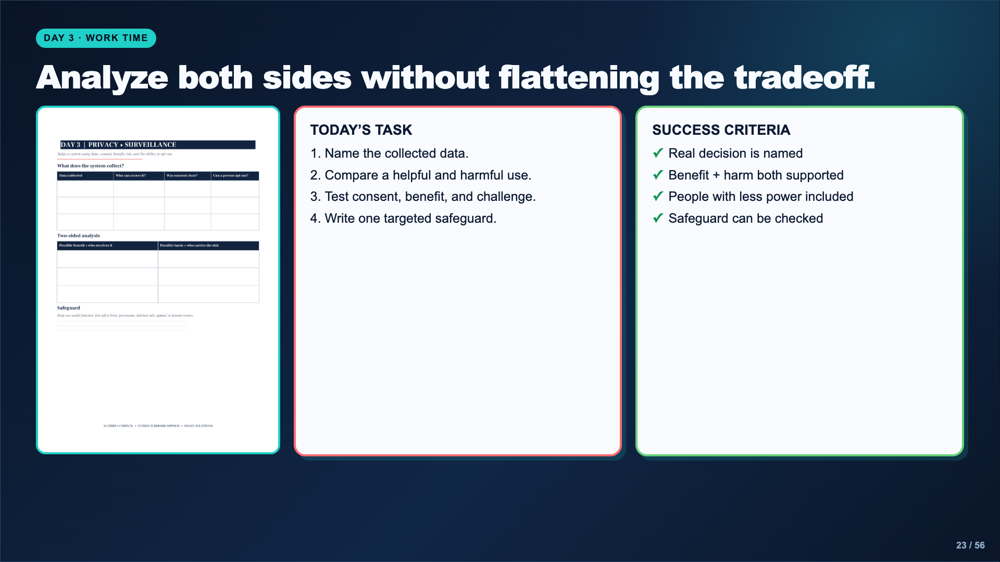 DAY 3 · WORK TIME
Analyze both sides without flattening the tradeoff.
DAY 3 | PRIVACY • SURVEILLANCE
Judge a system using data, consent, benefit, risk, and the ability to opt out.
What does the system collect?
Data collected Who can access it? Was consent clear? Can a person opt out?
Two-sided analysis
Possible benefit • who receives it Possible harm • who carries the risk
Safeguard
Keep one useful function, but add a limit, permission, deletion rule, appeal, or human review.
AI ETHICS COUNCIL • EVIDENCE BEFORE OPINION • SMART SOLUTIONS
TODAY’S TASK
1. Name the collected data.
2. Compare a helpful and harmful use.
3. Test consent, benefit, and challenge.
4. Write one targeted safeguard.
SUCCESS CRITERIA
✓ Real decision is named
✓ Benefit + harm both supported
✓ People with less power included
✓ Safeguard can be checked
23 / 56